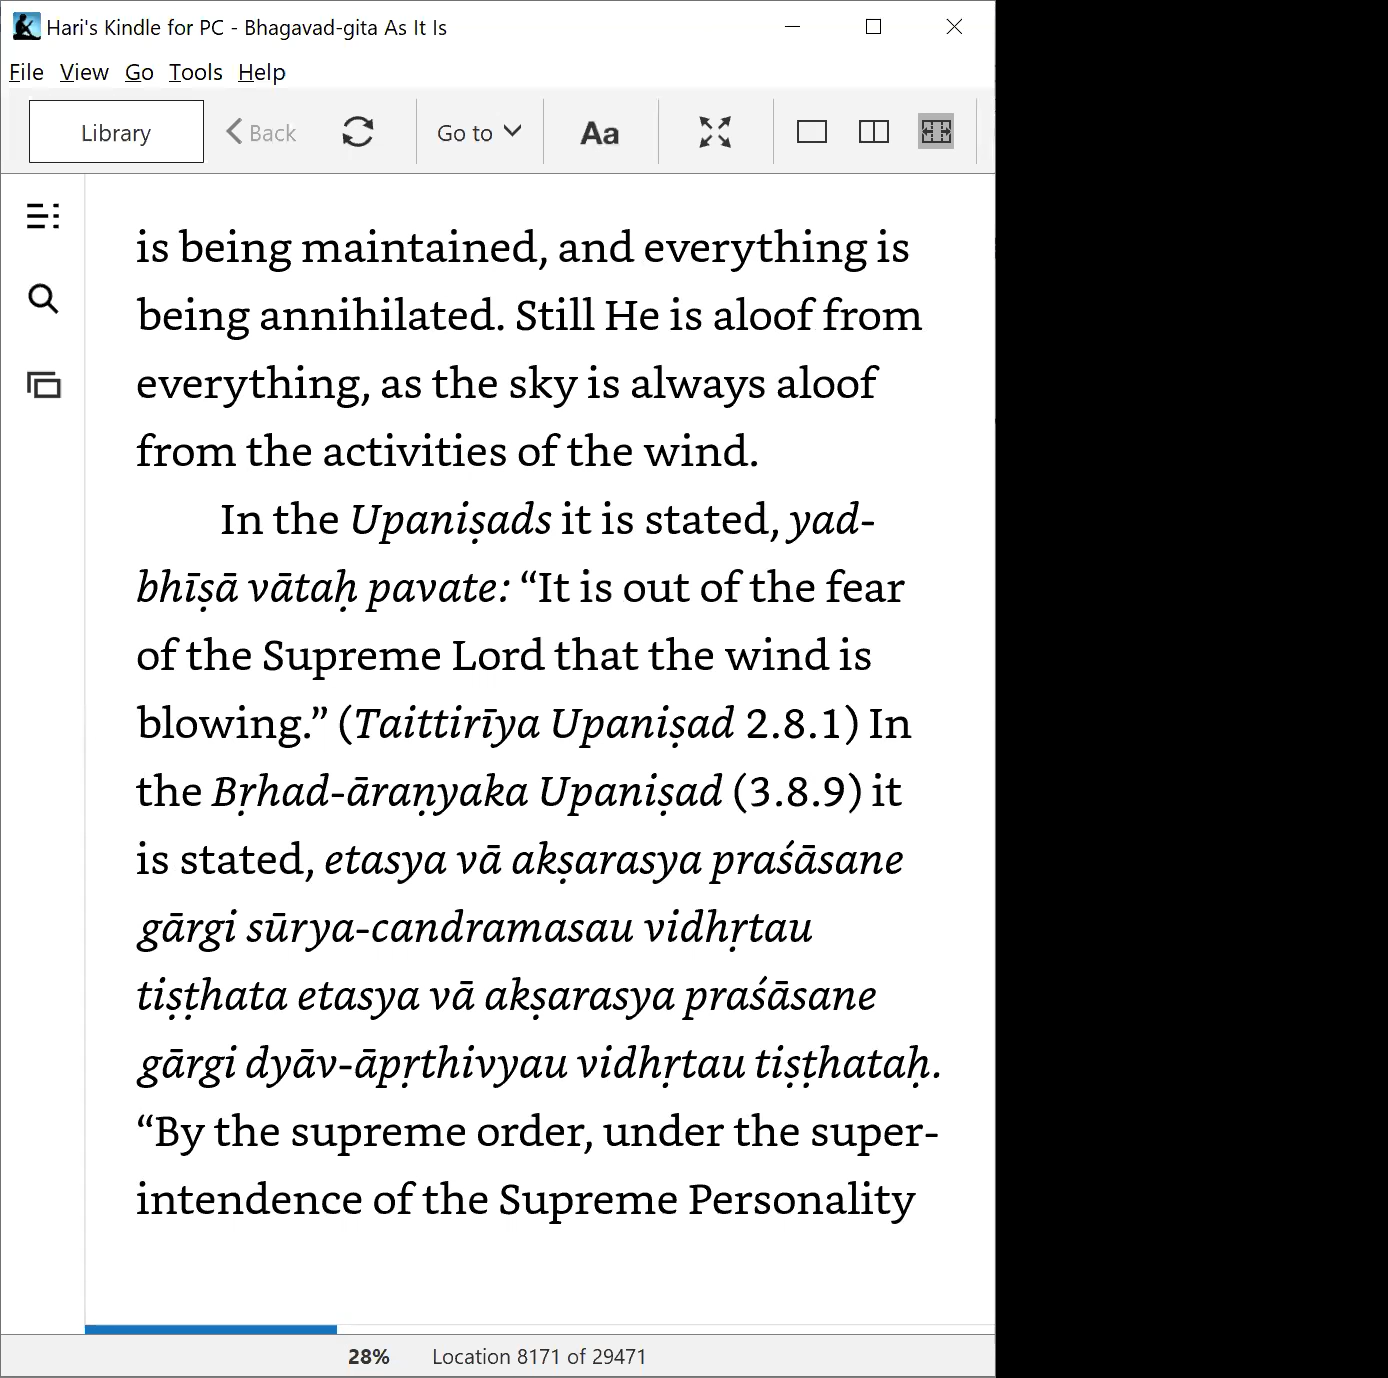 Hari's Kindle for PC - Bhagavad-gita As It Is
File View Go Tools Help
Library Back Go to Aa
is being maintained, and everything is
being annihilated. Still He is aloof from
everything, as the sky is always aloof
from the activities of the wind.
In the Upaniṣads it is stated, yad-
bhīṣā vātaḥ pavate: “It is out of the fear
of the Supreme Lord that the wind is
blowing.” (Taittirīya Upaniṣad 2.8.1) In
the Bṛhad-āraṇyaka Upaniṣad (3.8.9) it
is stated, etasya vā akṣarasya praśāsane
gārgi sūrya-candramasau vidhṛtau
tiṣṭhata etasya vā akṣarasya praśāsane
gārgi dyāv-āpṛthivyau vidhṛtau tiṣṭhataḥ.
“By the supreme order, under the super-
intendence of the Supreme Personality
28% Location 8171 of 29471